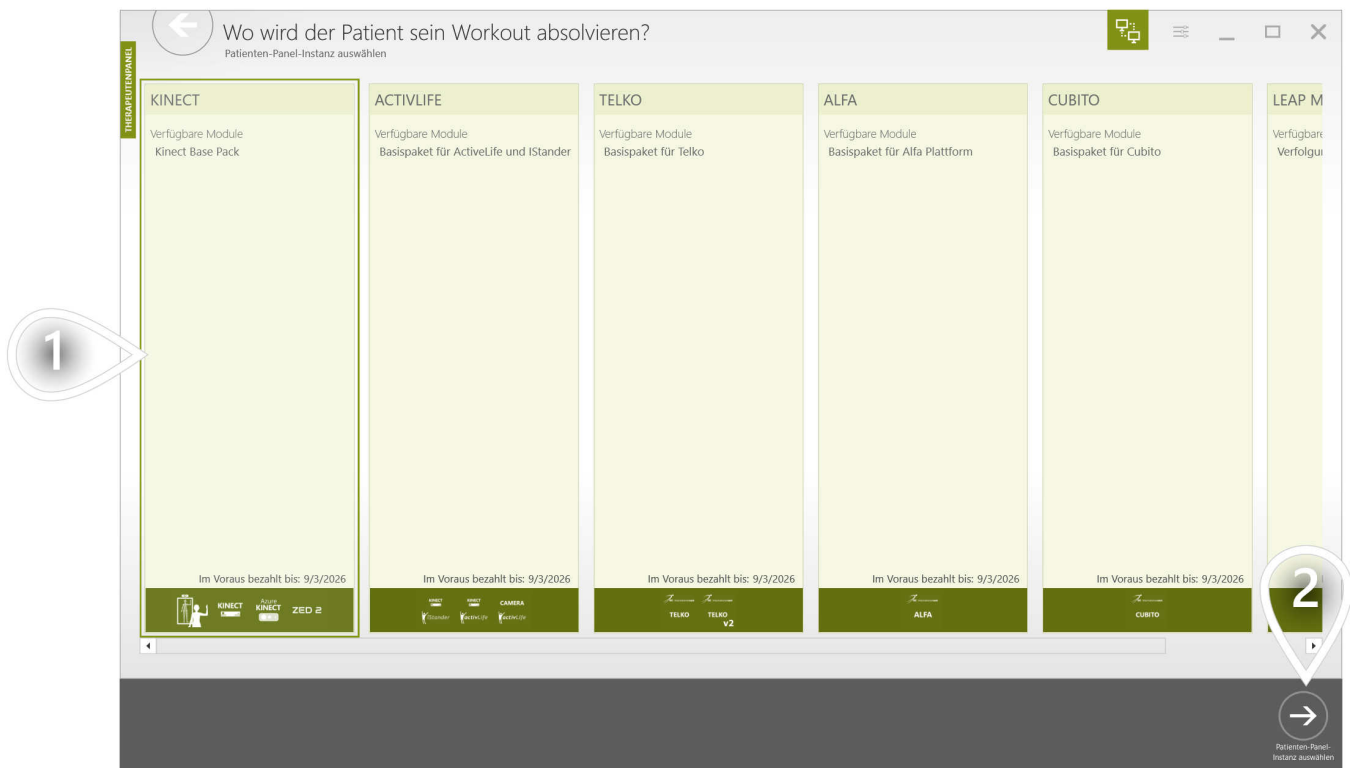 Wo wird der Patient sein Workout absolvieren?
Patienten-Panel-Instanz auswählen
THERAPEUTENPANEL
KINECT
Verfügbare Module
Kinect Base Pack
Im Voraus bezahlt bis: 9/3/2026
KINECT
Azure
KINECT
ZED 2
ACTIVLIFE
Verfügbare Module
Basispaket für ActiveLife und IStander
Im Voraus bezahlt bis: 9/3/2026
KINECT
KINECT
CAMERA
IStander
activLife
activLife
TELKO
Verfügbare Module
Basispaket für Telko
Im Voraus bezahlt bis: 9/3/2026
TELKO
TELKO
v2
ALFA
Verfügbare Module
Basispaket für Alfa Plattform
Im Voraus bezahlt bis: 9/3/2026
ALFA
CUBITO
Verfügbare Module
Basispaket für Cubito
Im Voraus bezahlt bis: 9/3/2026
CUBITO
LEAP M
Verfügbare
Verfolgu
1
2
Patienten-Panel-
Instanz auswählen